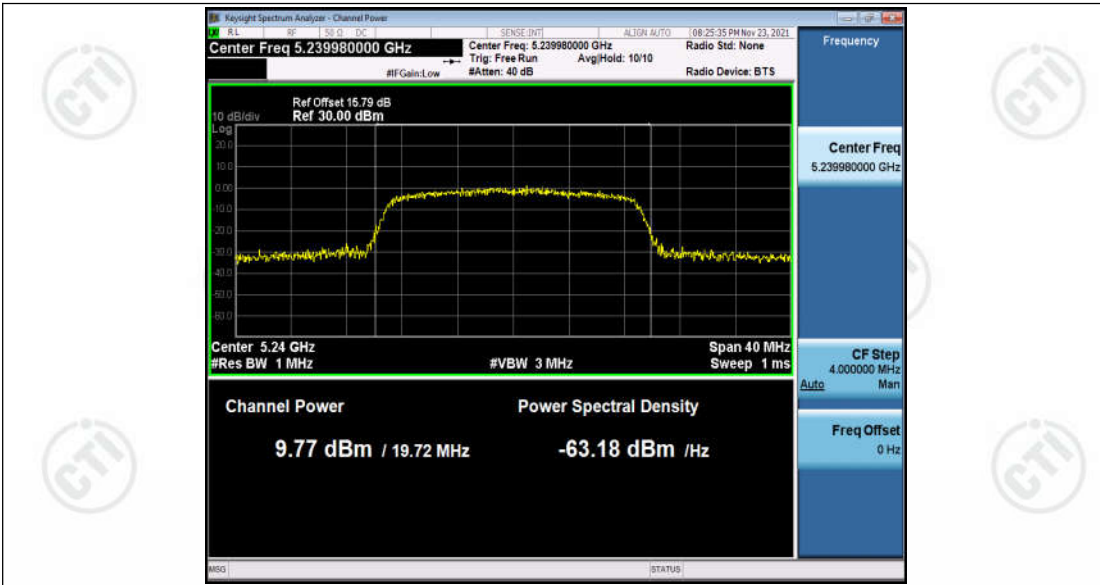 Keysight Spectrum Analyzer - Channel Power
RL RF 50 Ω DC SENSE:INT ALIGN AUTO 08:25:35 PM Nov 23, 2021
Center Freq 5.239980000 GHz
Center Freq: 5.239980000 GHz
Radio Std: None
Trig: Free Run
Avg|Hold: 10/10
#IFGain:Low
#Atten: 40 dB
Radio Device: BTS
Ref Offset 15.79 dB
10 dB/div
Ref 30.00 dBm
Log
20.0
10.0
0.00
-10.0
-20.0
-30.0
-40.0
-50.0
-60.0
Center 5.24 GHz
Span 40 MHz
#Res BW 1 MHz
#VBW 3 MHz
Sweep 1 ms
Channel Power
Power Spectral Density
9.77 dBm / 19.72 MHz
-63.18 dBm /Hz
MSG
STATUS
Frequency
Center Freq
5.239980000 GHz
CF Step
4.000000 MHz
Auto Man
Freq Offset
0 Hz
CTI
CTI
CTI
CTI